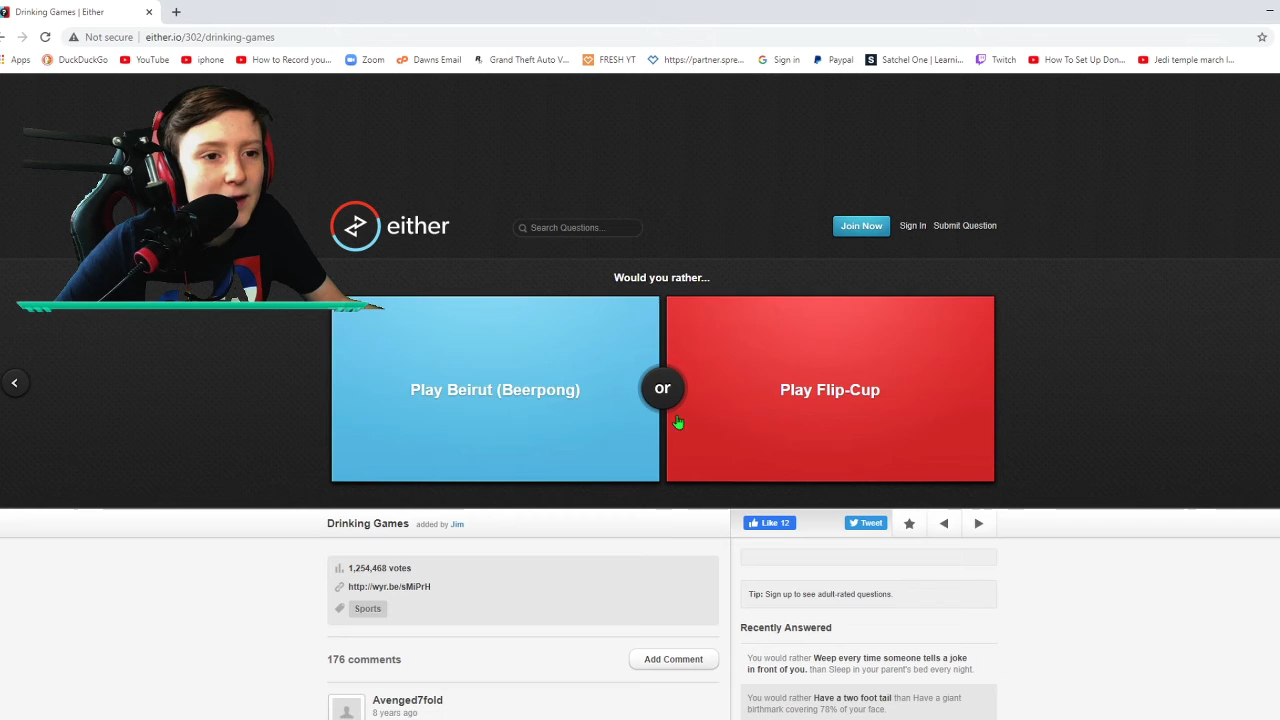 Drinking Games | Either
Not secure
either.io/302/drinking-games
Apps
DuckDuckGo
YouTube
iphone
How to record you...
Zoom
Dawns Email
Grand Theft Auto V...
FRESH YT
https://partner.spre...
Sign in
Paypal
Satchel One | Learni...
Twitch
How To Set Up Don...
Jedi temple march l...
either
Search Questions...
Join Now
Sign In
Submit Question
Would you rather...
Play Beirut (Beerpong)
or
Play Flip-Cup
Drinking Games added by Jim
Like 12
Tweet
1,254,468 votes
http://wyr.be/sMiPrH
Sports
Tip: Sign up to see adult-rated questions.
Recently Answered
176 comments
Add Comment
You would rather Weep every time someone tells a joke
in front of you. than Sleep in your parent's bed every night.
Avenged7fold
8 years ago
You would rather Have a two foot tail than Have a giant
birthmark covering 78% of your face.